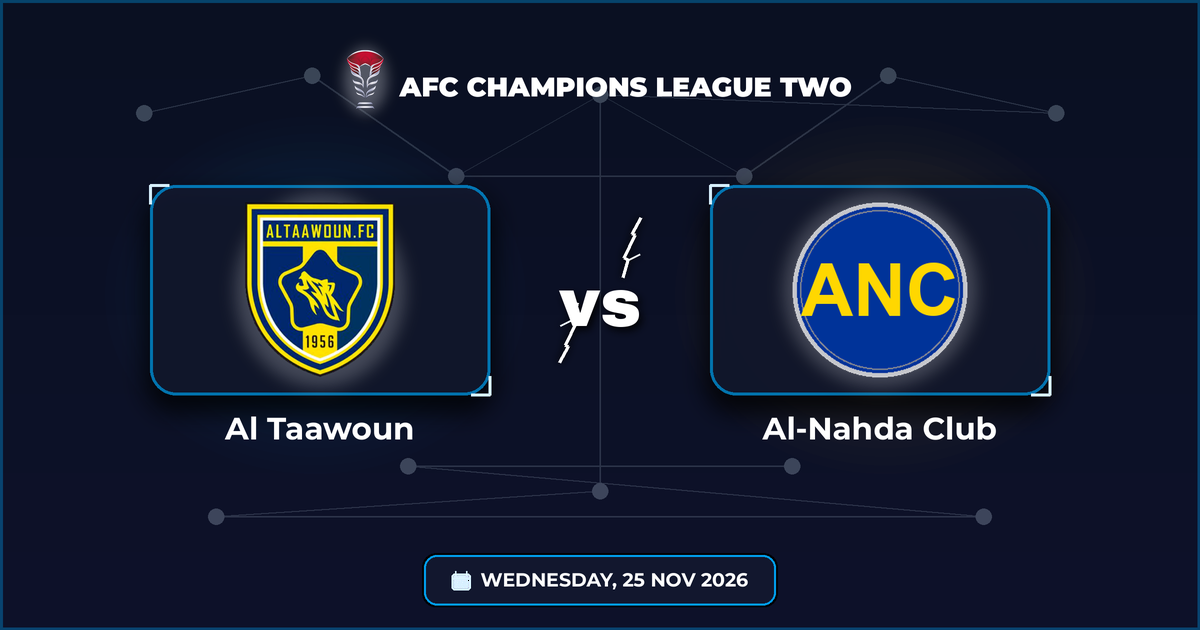 AFC CHAMPIONS LEAGUE TWO
ALTAAWOUN.FC
1956
VS
ANC
Al Taawoun
Al-Nahda Club
WEDNESDAY, 25 NOV 2026